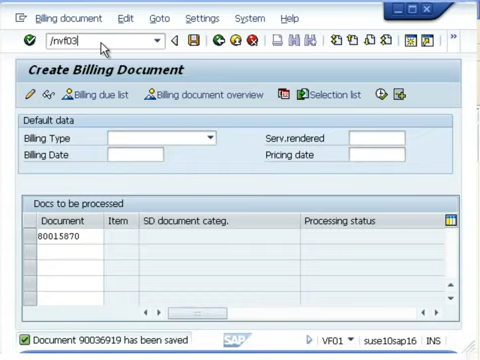 Billing document Edit Goto Settings System Help
/nvf03
Create Billing Document
Billing due list Billing document overview Selection list
Default data
Billing Type Serv.rendered
Billing Date Pricing date
Docs to be processed
Document Item SD document categ. Processing status
80015870
Document 90036919 has been saved SAP VF01 suse10sap16 INS